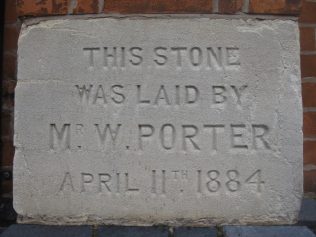 THIS STONE
WAS LAID BY
MR. W. PORTER
APRIL 11TH. 1884